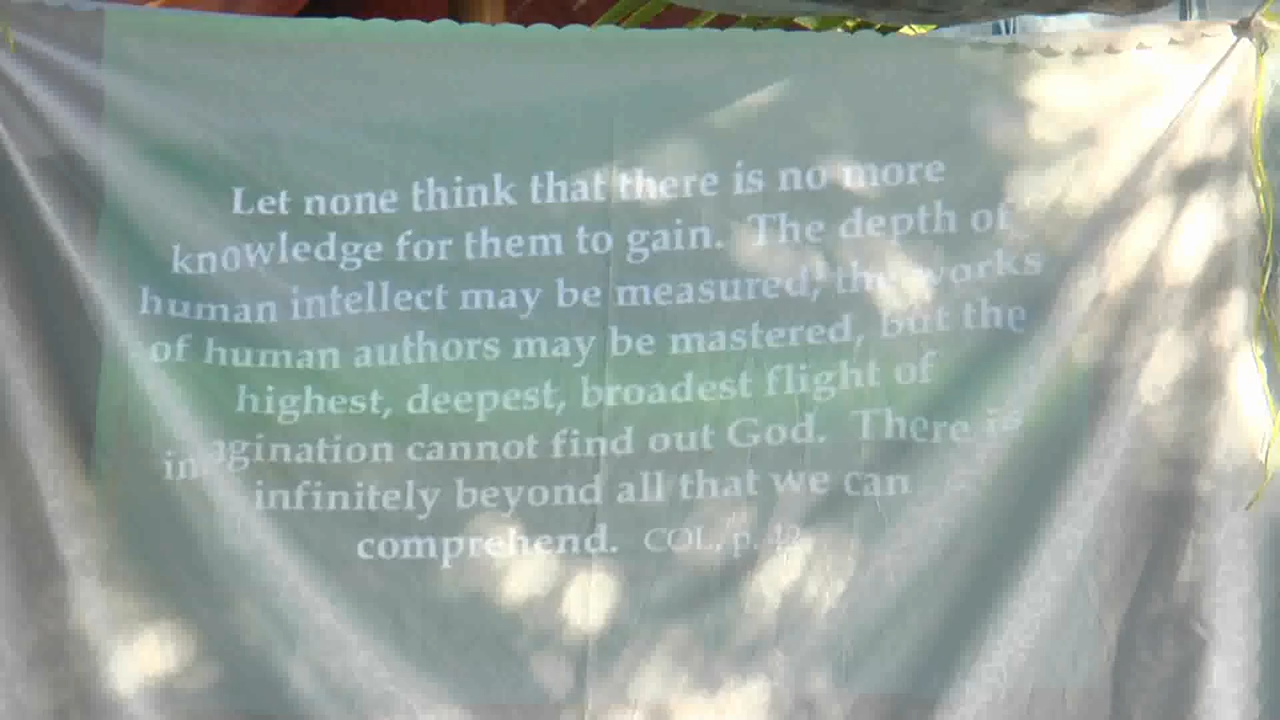 Let none think that there is no more
knowledge for them to gain. The depth of
human intellect may be measured; the works
of human authors may be mastered, but the
highest, deepest, broadest flight of
imagination cannot find out God. There is
infinitely beyond all that we can
comprehend. COL, p.